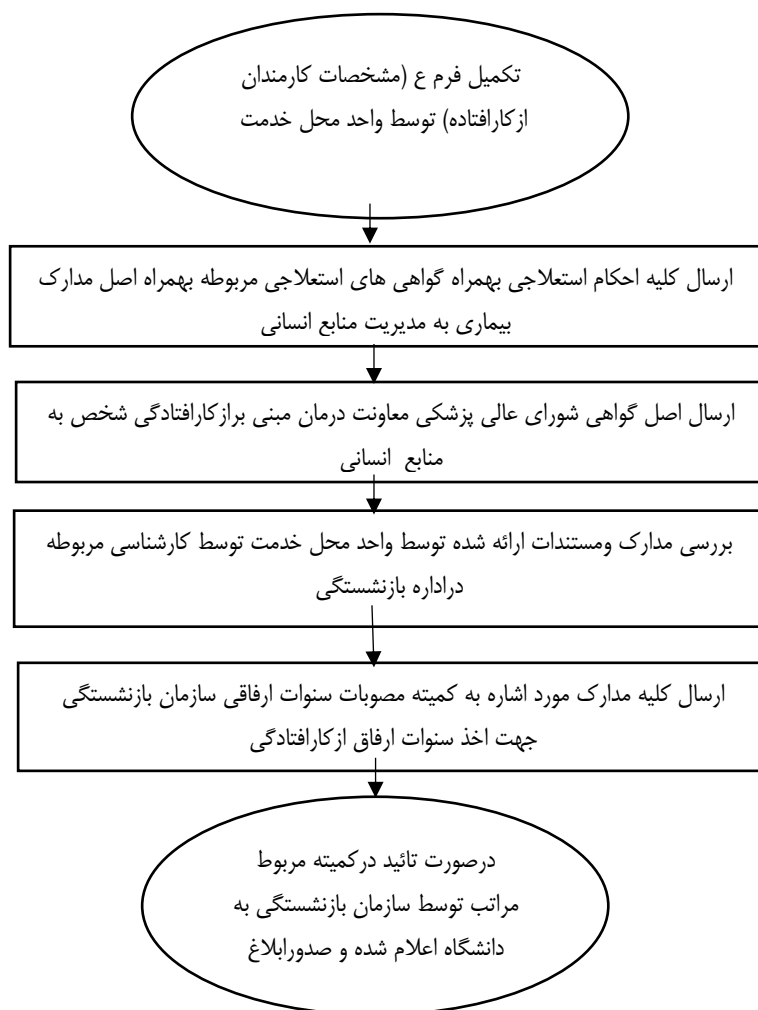 تکمیل فرم ع (مشخصات کارمندان
ازکارافتاده) توسط واحد محل خدمت
ارسال کلیه احکام استعلاجی بهمراه گواهی های استعلاجی مربوطه بهمراه اصل مدارک
بیماری به مدیریت منابع انسانی
ارسال اصل گواهی شورای عالی پزشکی معاونت درمان مبنی برازکارافتادگی شخص به
منابع انسانی
بررسی مدارک ومستندات ارائه شده توسط واحد محل خدمت توسط کارشناسی مربوطه
دراداره بازنشستگی
ارسال کلیه مدارک مورد اشاره به کمیته مصوبات سنوات ارفاقی سازمان بازنشستگی
جهت اخذ سنوات ارفاق ازکارافتادگی
درصورت تائید درکمیته مربوط
مراتب توسط سازمان بازنشستگی به
دانشگاه اعلام شده و صدورابلاغ